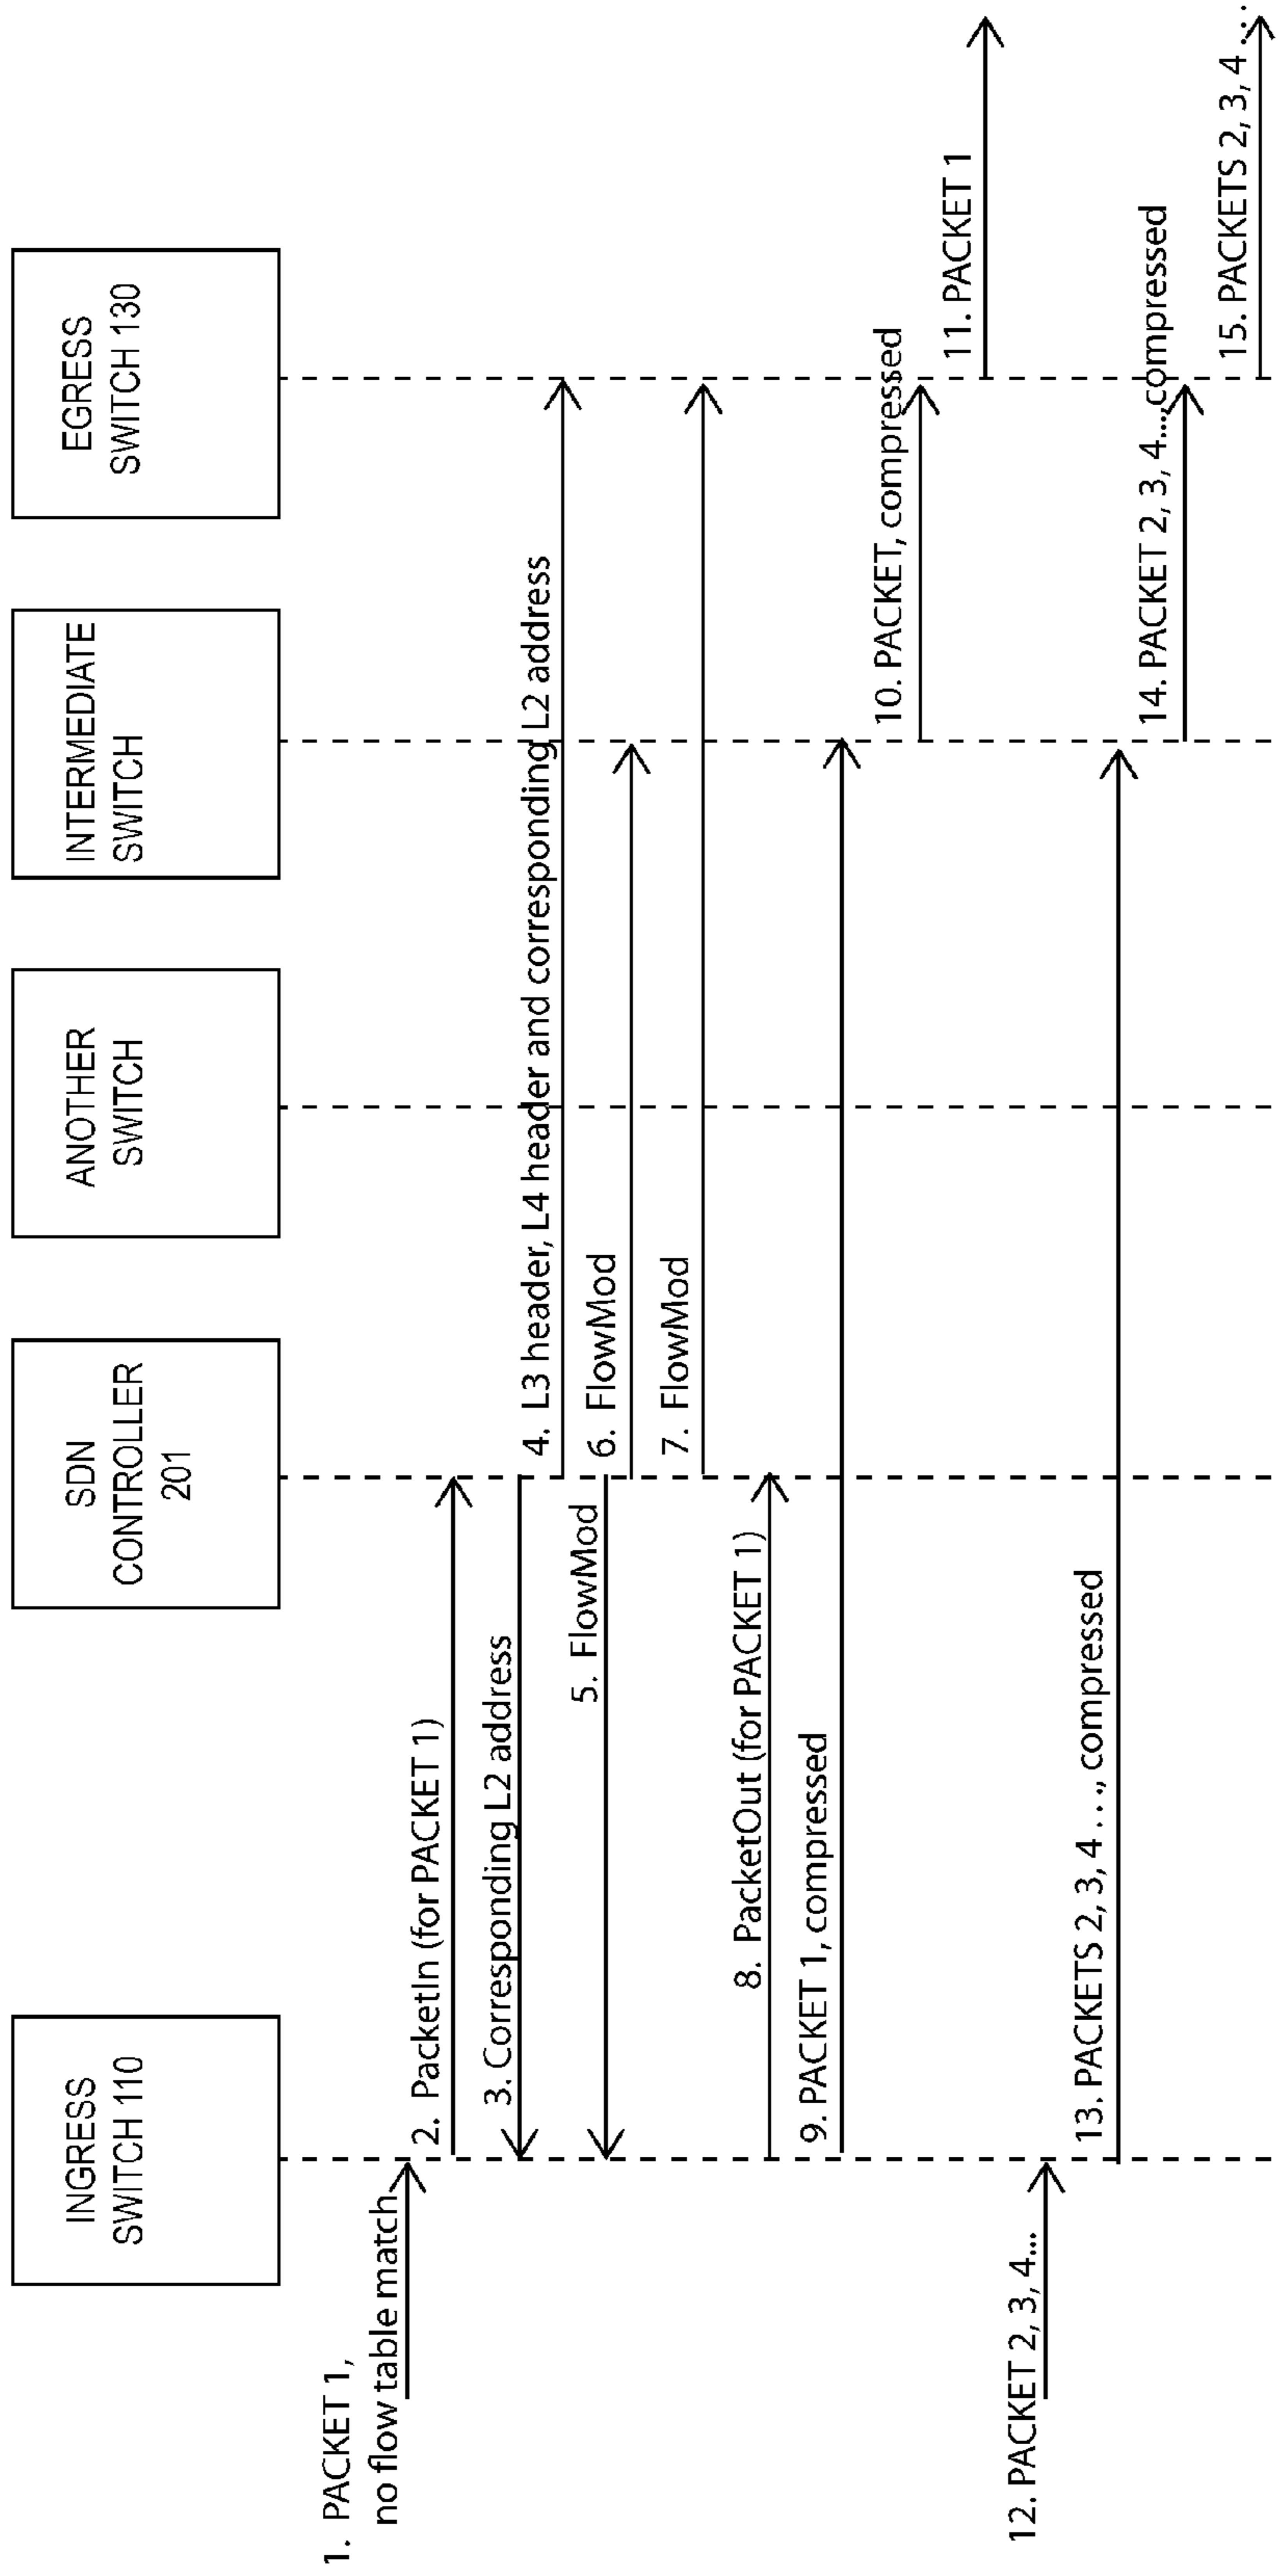 INGRESS
SWITCH 110
SDN
CONTROLLER
201
ANOTHER
SWITCH
INTERMEDIATE
SWITCH
EGRESS
SWITCH 130
1. PACKET 1,
no flow table match
2. PacketIn (for PACKET 1)
3. Corresponding L2 address
4. L3 header, L4 header and corresponding L2 address
5. FlowMod
6. FlowMod
7. FlowMod
8. PacketOut (for PACKET 1)
9. PACKET 1, compressed
10. PACKET, compressed
11. PACKET 1
12. PACKET 2, 3, 4...
13. PACKETS 2, 3, 4 . . . , compressed
14. PACKET 2, 3, 4...,compressed
15. PACKETS 2, 3, 4 . . . .